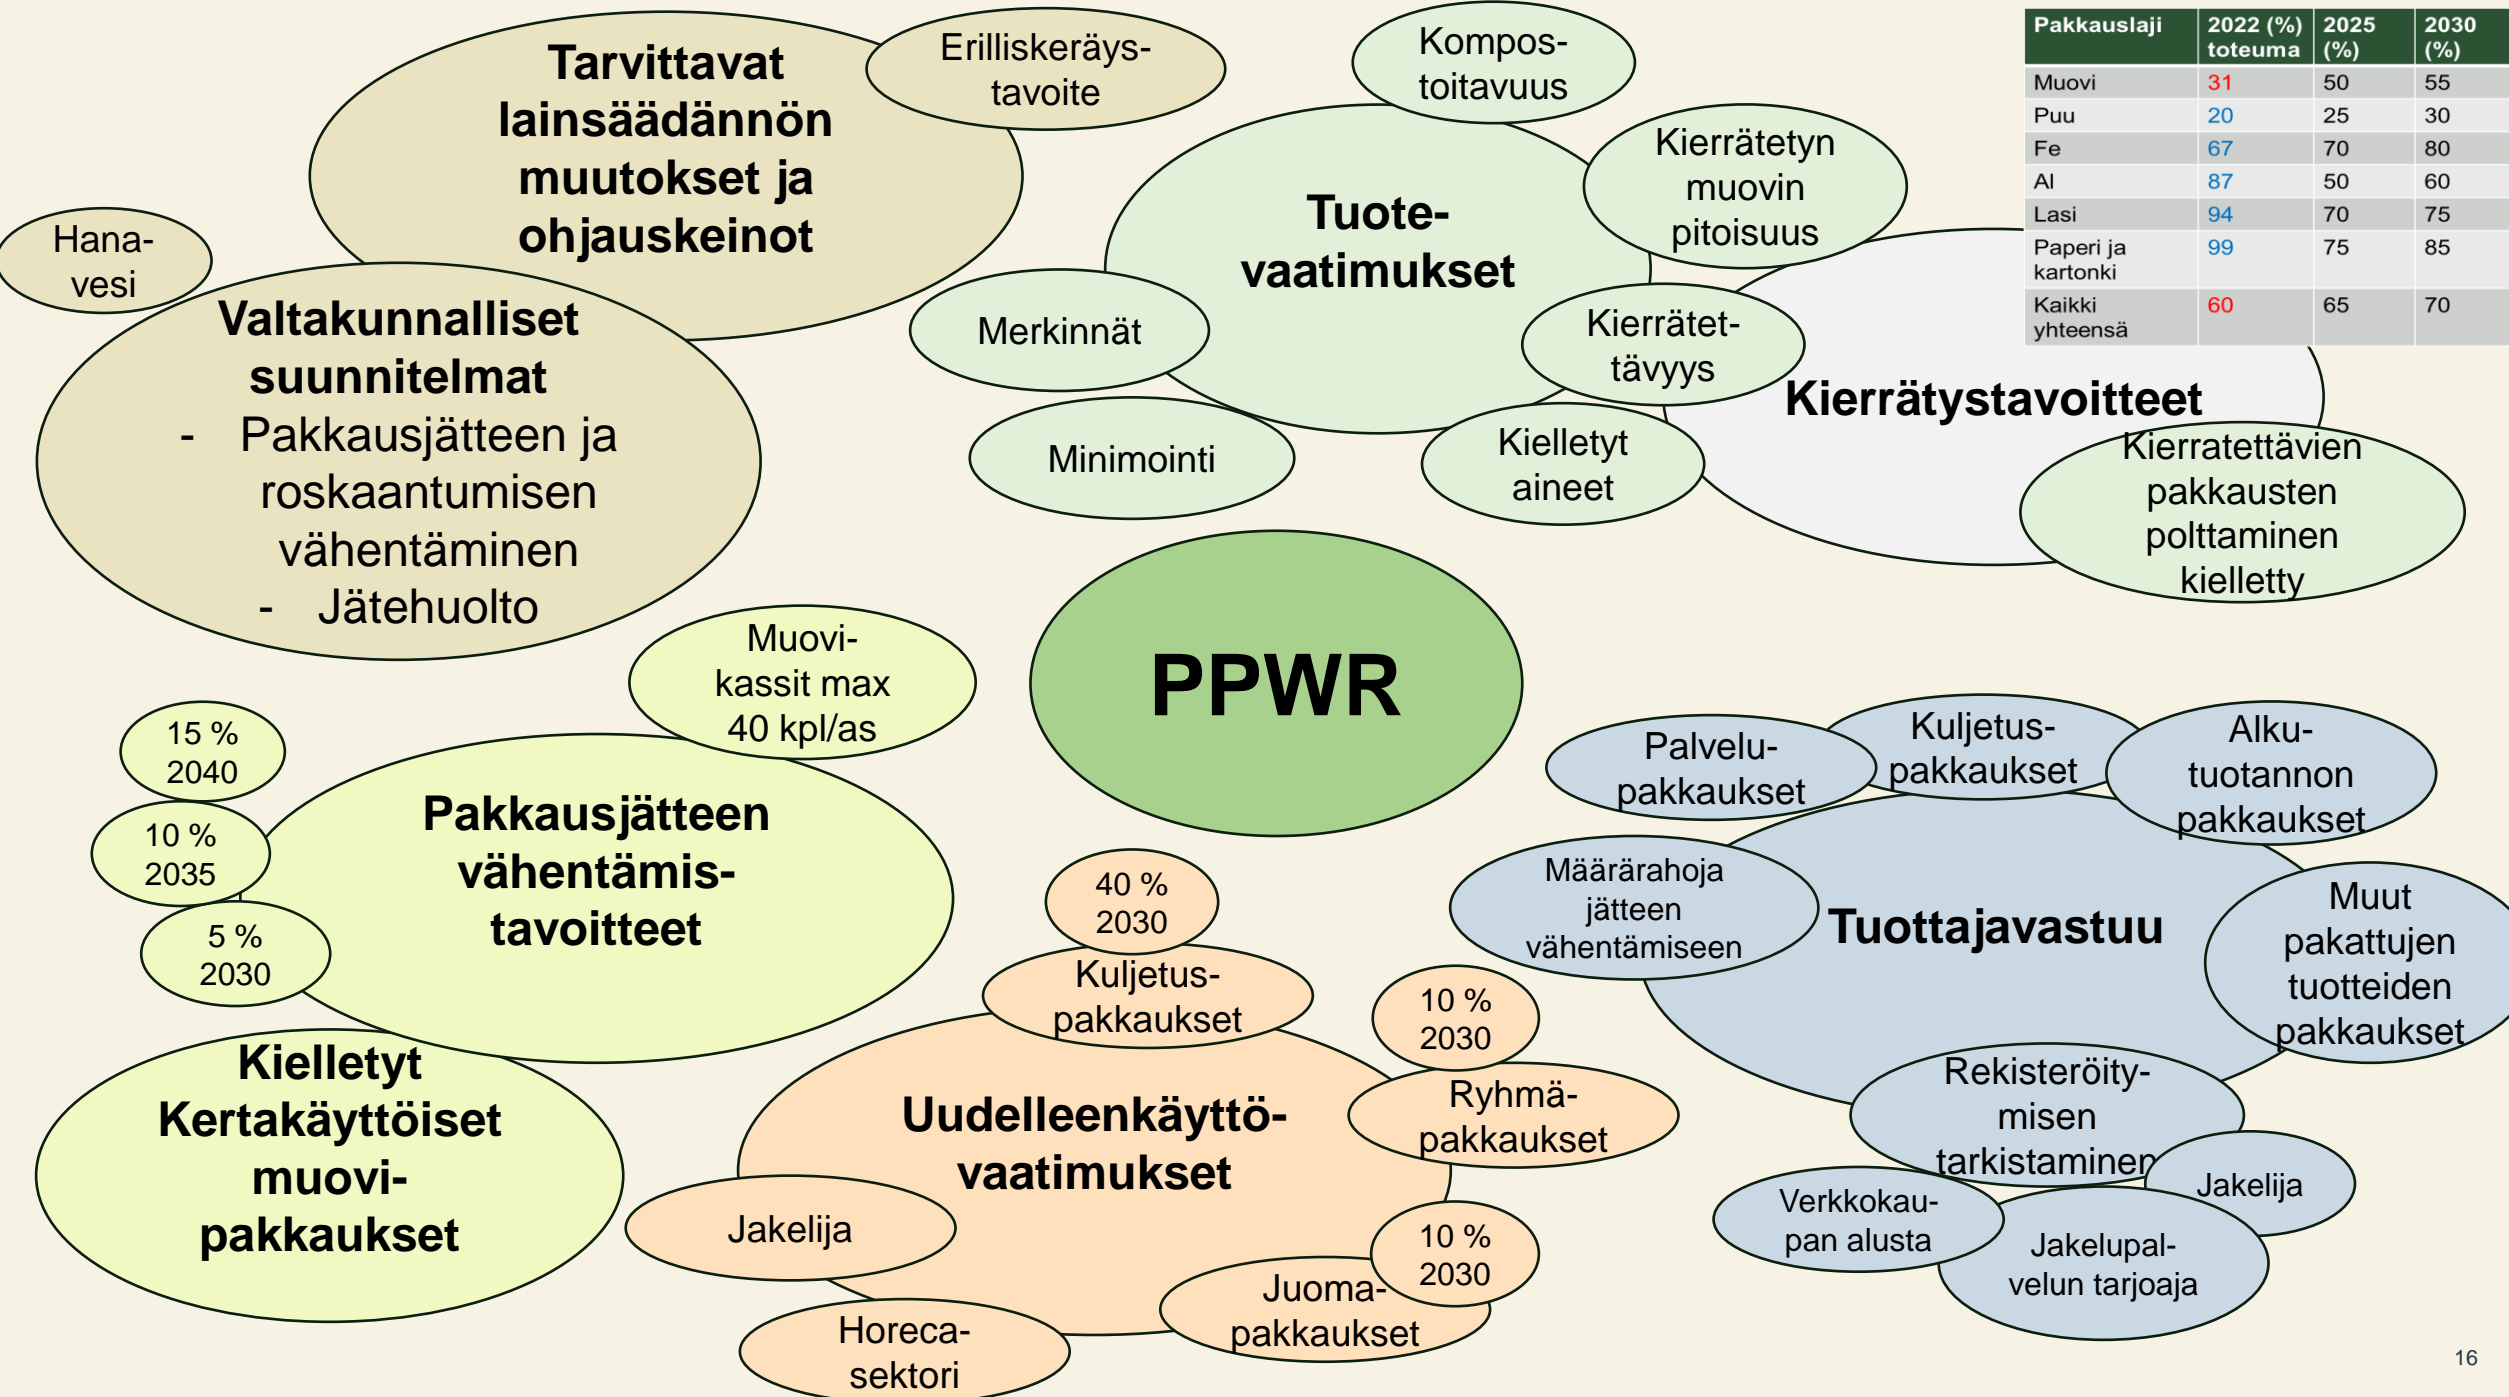 Tarvittavat
lainsäädännön
muutokset ja
ohjauskeinot
Erilliskeräys-
tavoite
Hana-
vesi
Valtakunnalliset
suunnitelmat
- Pakkausjätteen ja
roskaantumisen
vähentäminen
- Jätehuolto
Kompos-
toitavuus
Kierrätetyn
muovin
pitoisuus
Tuote-
vaatimukset
Merkinnät
Kierrätet-
tävyys
Minimointi
Kielletyt
aineet
Pakkauslaji 2022 (%) 2025 2030
toteuma (%) (%)
Muovi 31 50 55
Puu 20 25 30
Fe 67 70 80
Al 87 50 60
Lasi 94 70 75
Paperi ja 99 75 85
kartonki
Kaikki 60 65 70
yhteensä
Kierrätystavoitteet
Kierratettävien
pakkausten
polttaminen
kielletty
PPWR
Muovi-
kassit max
40 kpl/as
15 %
2040
10 %
2035
5 %
2030
Pakkausjätteen
vähentämis-
tavoitteet
Kielletyt
Kertakäyttöiset
muovi-
pakkaukset
40 %
2030
Kuljetus-
pakkaukset
10 %
2030
Ryhmä-
pakkaukset
Uudelleenkäyttö-
vaatimukset
Jakelija
10 %
2030
Juoma-
pakkaukset
Horeca-
sektori
Palvelu-
pakkaukset
Kuljetus-
pakkaukset
Alku-
tuotannon
pakkaukset
Määrärahoja
jätteen
vähentämiseen
Tuottajavastuu
Muut
pakattujen
tuotteiden
pakkaukset
Rekisteröity-
misen
tarkistaminen
Jakelija
Verkkokau-
pan alusta
Jakelupal-
velun tarjoaja
16